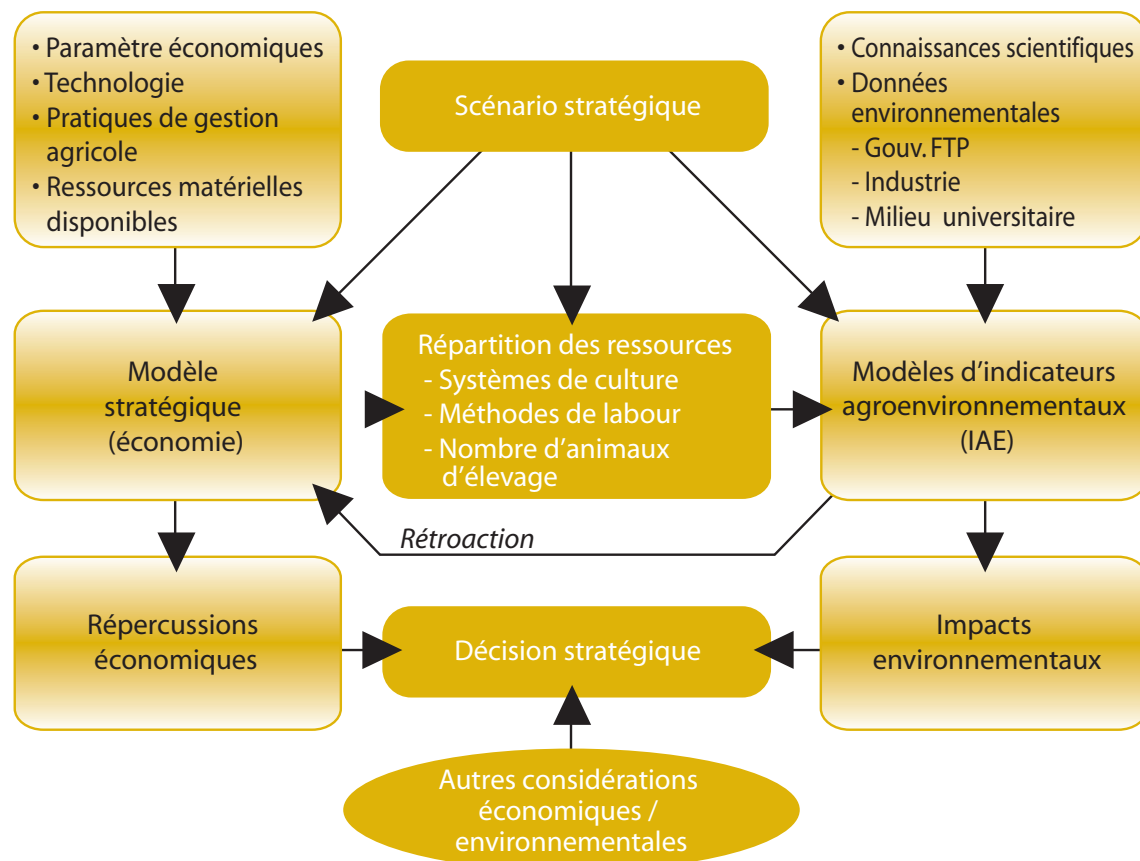 • Paramètre économiques
• Technologie
• Pratiques de gestion
agricole
• Ressources matérielles
disponibles
Scénario stratégique
• Connaissances scientifiques
• Données
environnementales
- Gouv. FTP
- Industrie
- Milieu universitaire
Modèle
stratégique
(économie)
Répartition des ressources
- Systèmes de culture
- Méthodes de labour
- Nombre d'animaux
d'élevage
Modèles d'indicateurs
agroenvironnementaux
(IAE)
Rétroaction
Répercussions
économiques
Décision stratégique
Impacts
environnementaux
Autres considérations
économiques /
environnementales